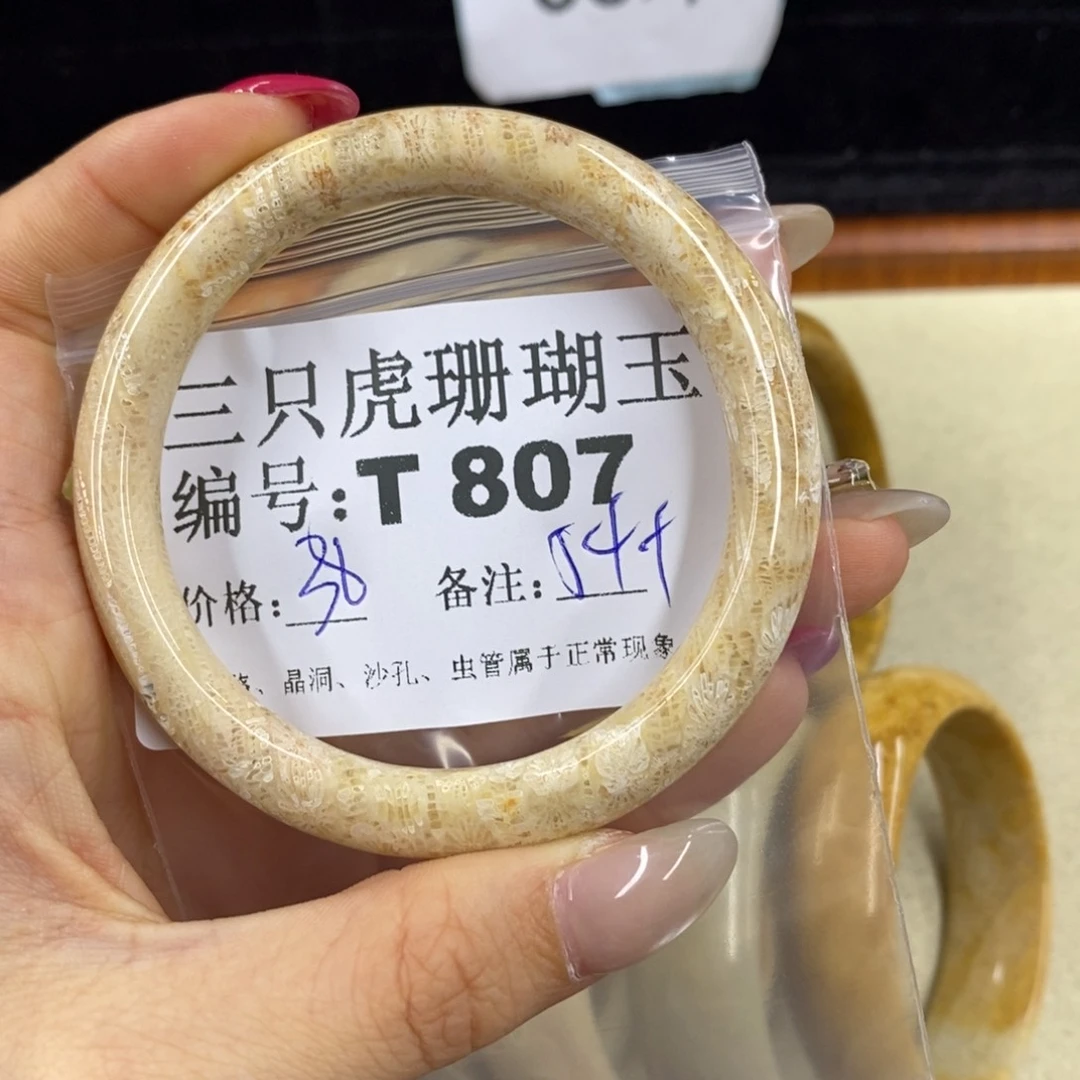 三只虎珊瑚玉
编号:T 807
价格:38 备注:54+
、晶洞、沙孔、虫管属于正常现象